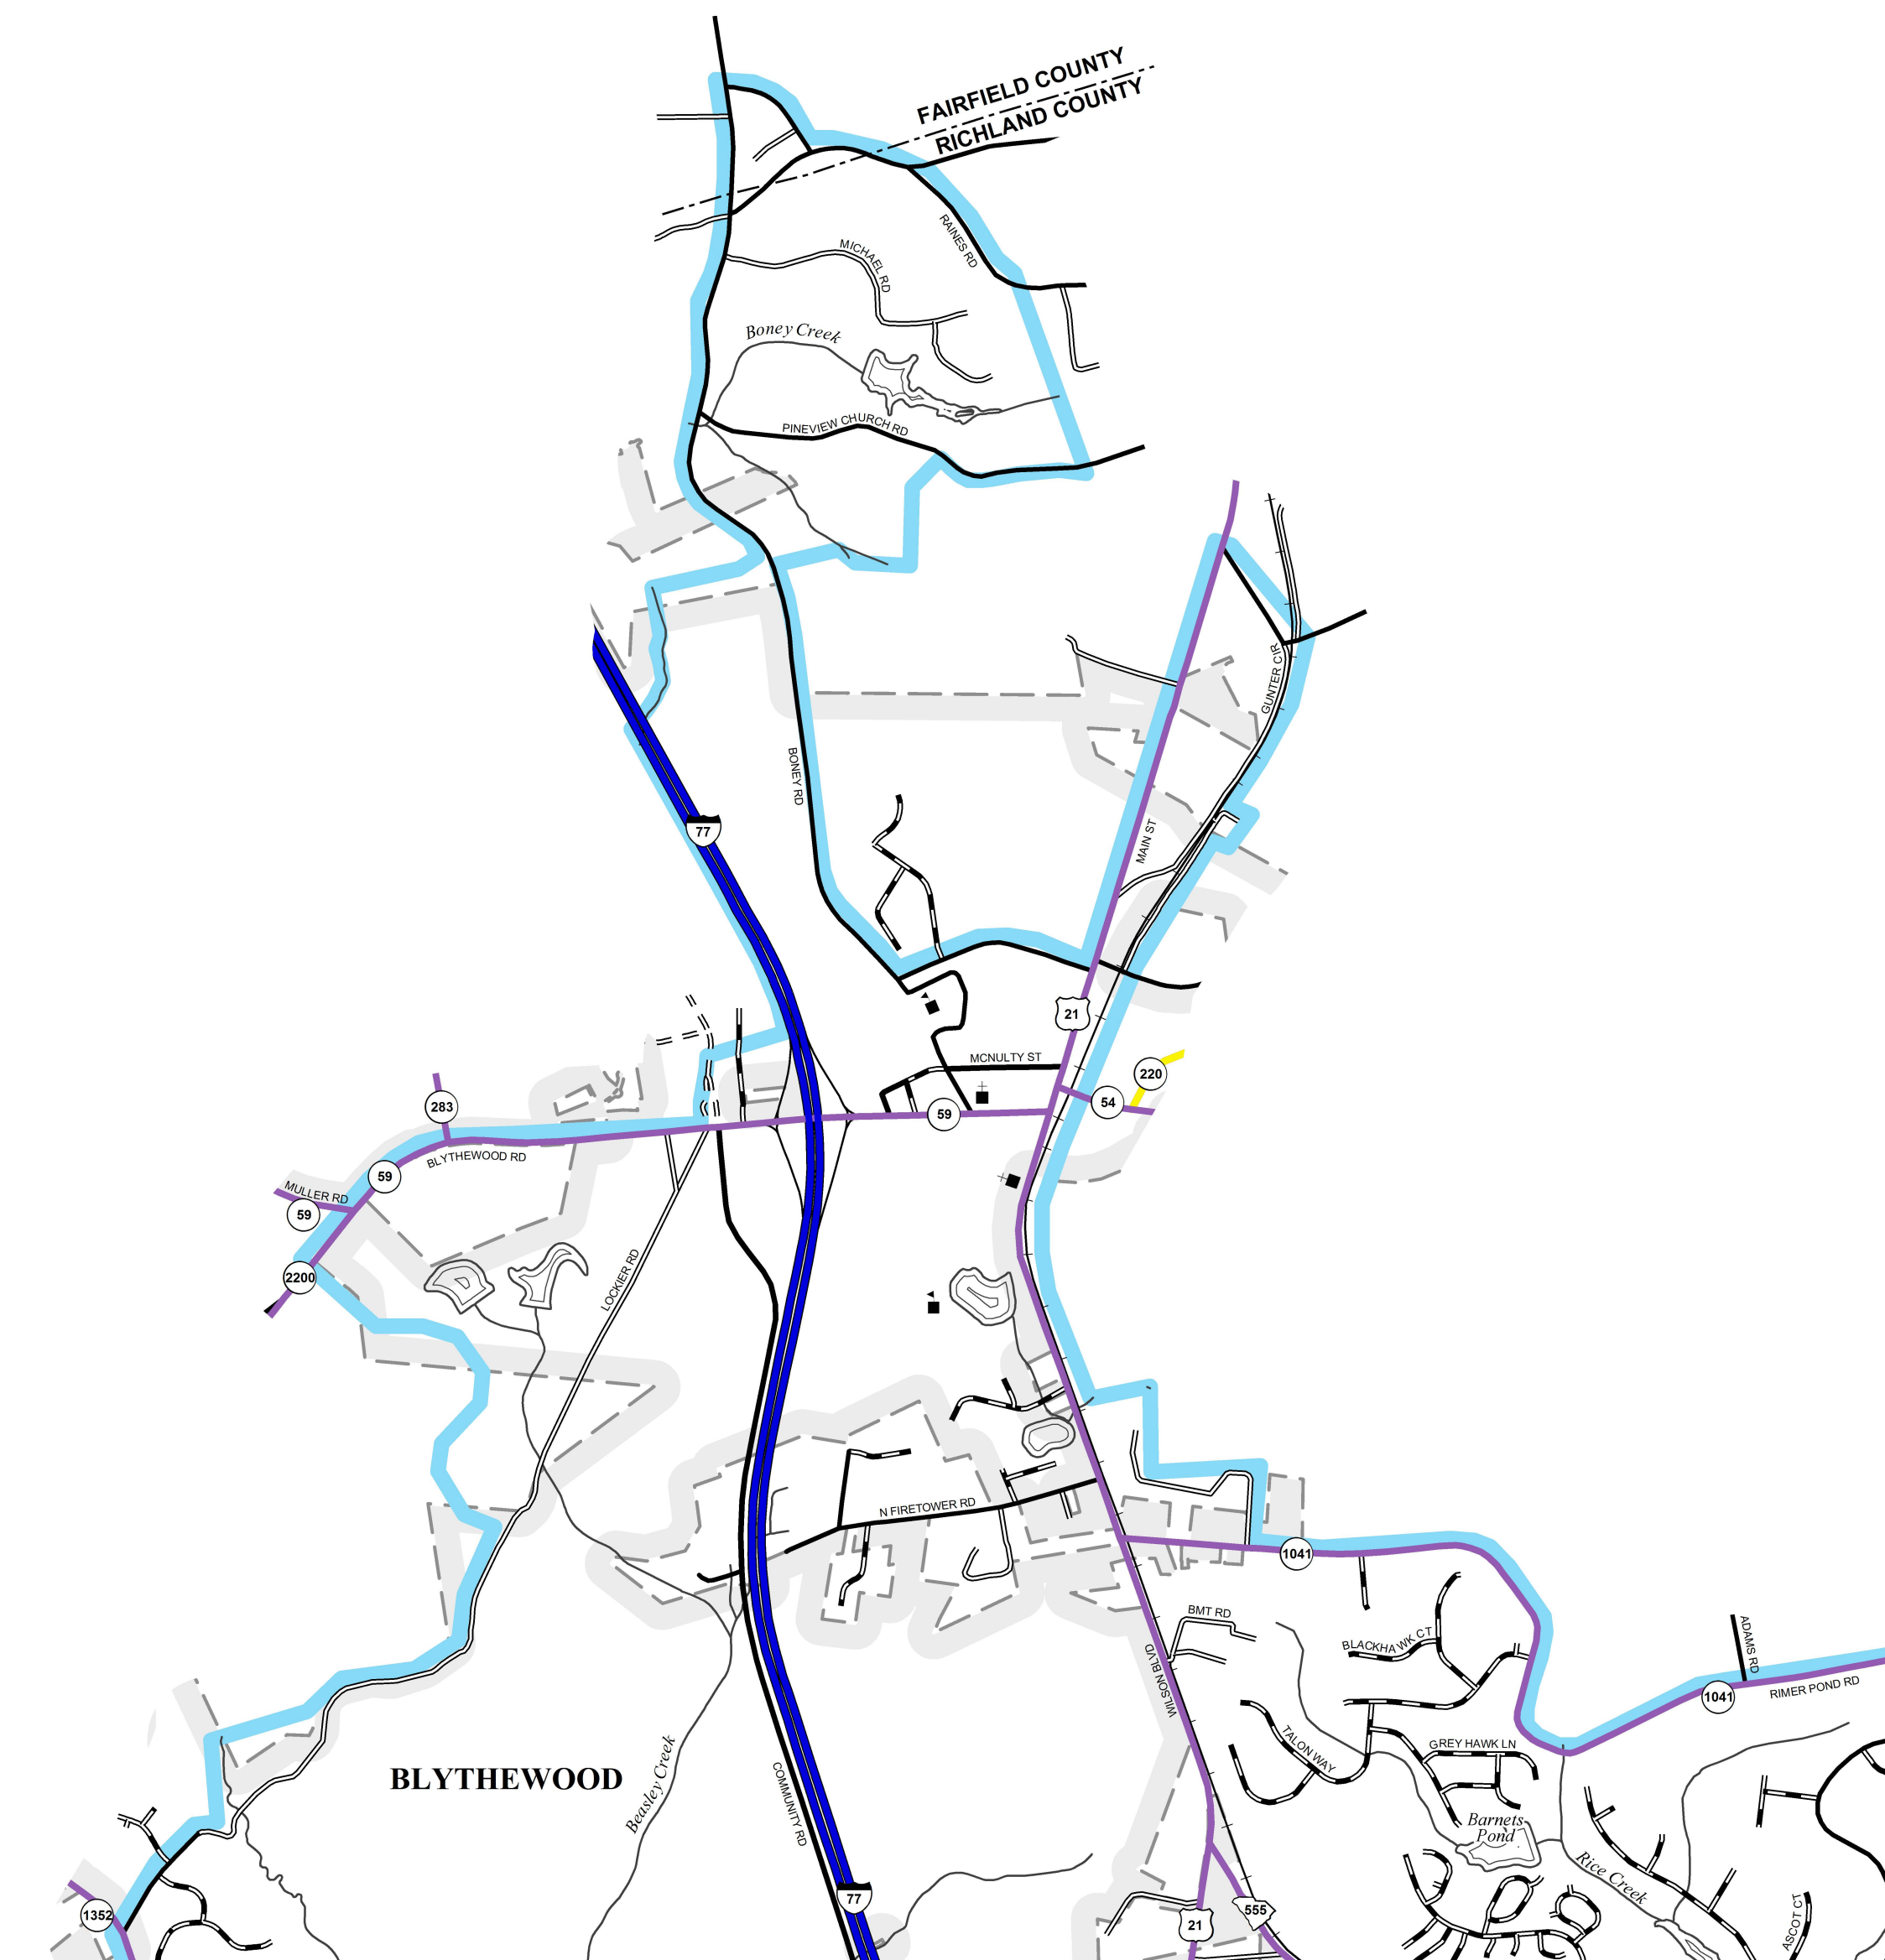 FAIRFIELD COUNTY
RICHLAND COUNTY
RAINES RD
MICHAEL RD
Boney Creek
PINEVIEW CHURCH RD
GUNTER CIR
BONEY RD
77
MAIN ST
21
MCNULTY ST
220
54
59
283
BLYTHEWOOD RD
59
MULLER RD
59
2200
LOCKIER RD
N FIRETOWER RD
1041
BMT RD
BLACKHAWK CT
WILSON BLVD
ADAMS RD
RIMER POND RD
1041
TALON WAY
GREY HAWK LN
BLYTHEWOOD
Beasley Creek
COMMUNITY RD
Barnets
Pond
Rice Creek
77
21
555
ASCOT CT
1352